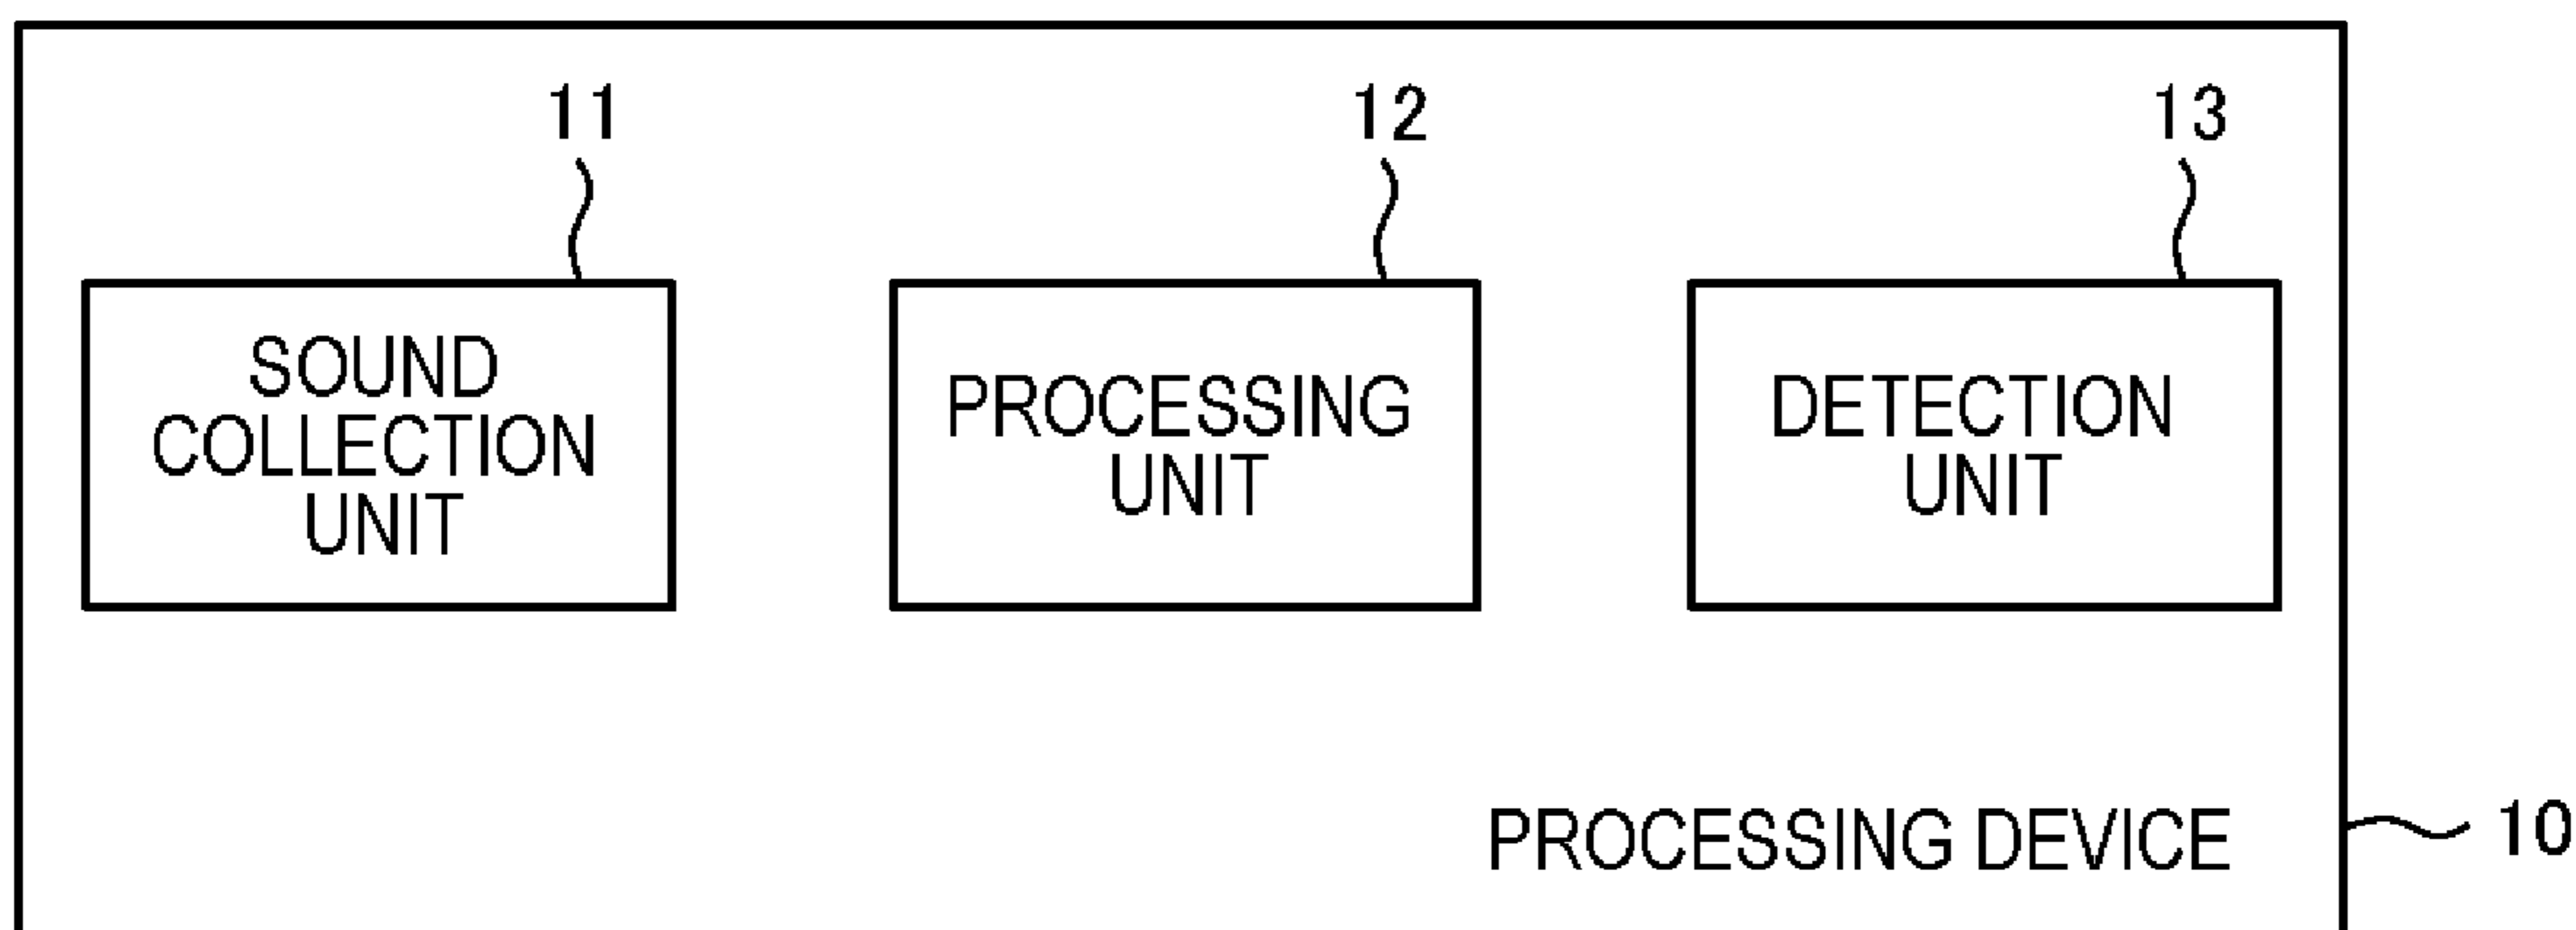 11
12
13
SOUND
COLLECTION
UNIT
PROCESSING
UNIT
DETECTION
UNIT
PROCESSING DEVICE
10